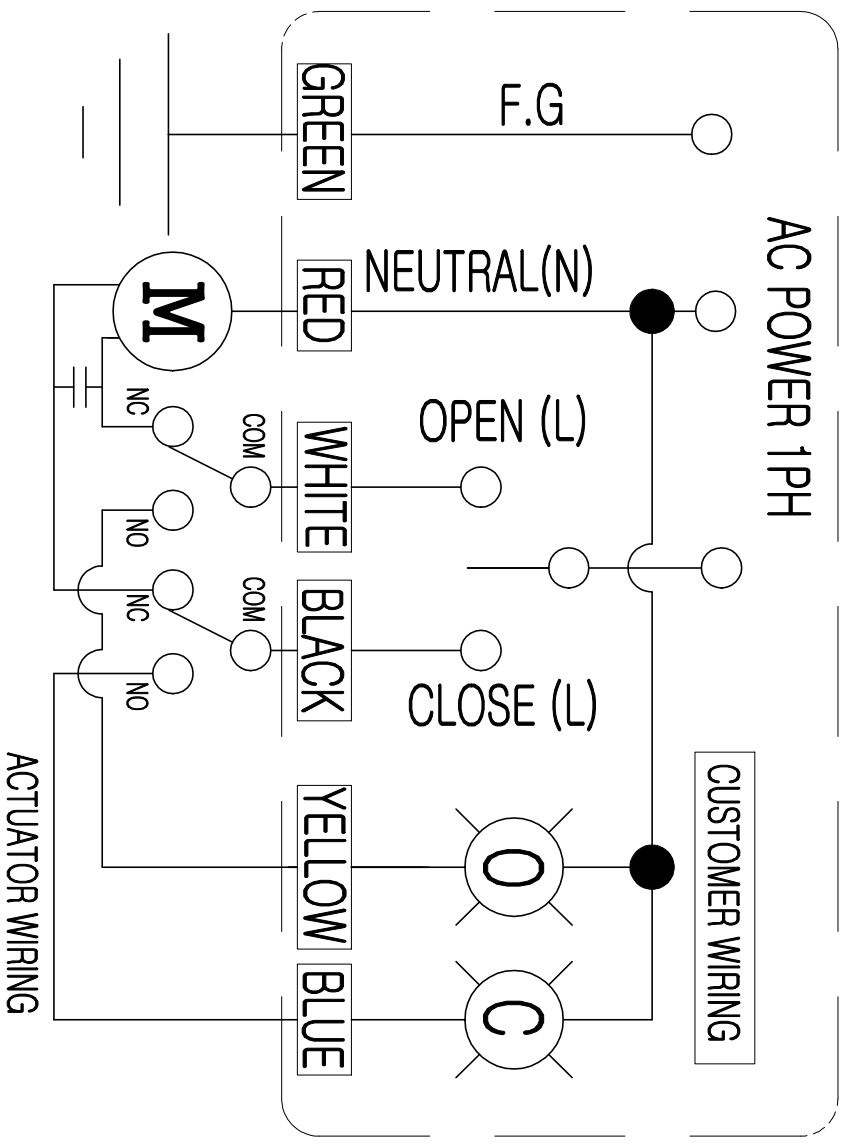 AC POWER 1PH
CUSTOMER WIRING
F.G
NEUTRAL(N)
OPEN (L)
CLOSE (L)
O
C
GREEN
RED
WHITE
BLACK
YELLOW
BLUE
COM
COM
M
NC
NO
NC
NO
ACTUATOR WIRING